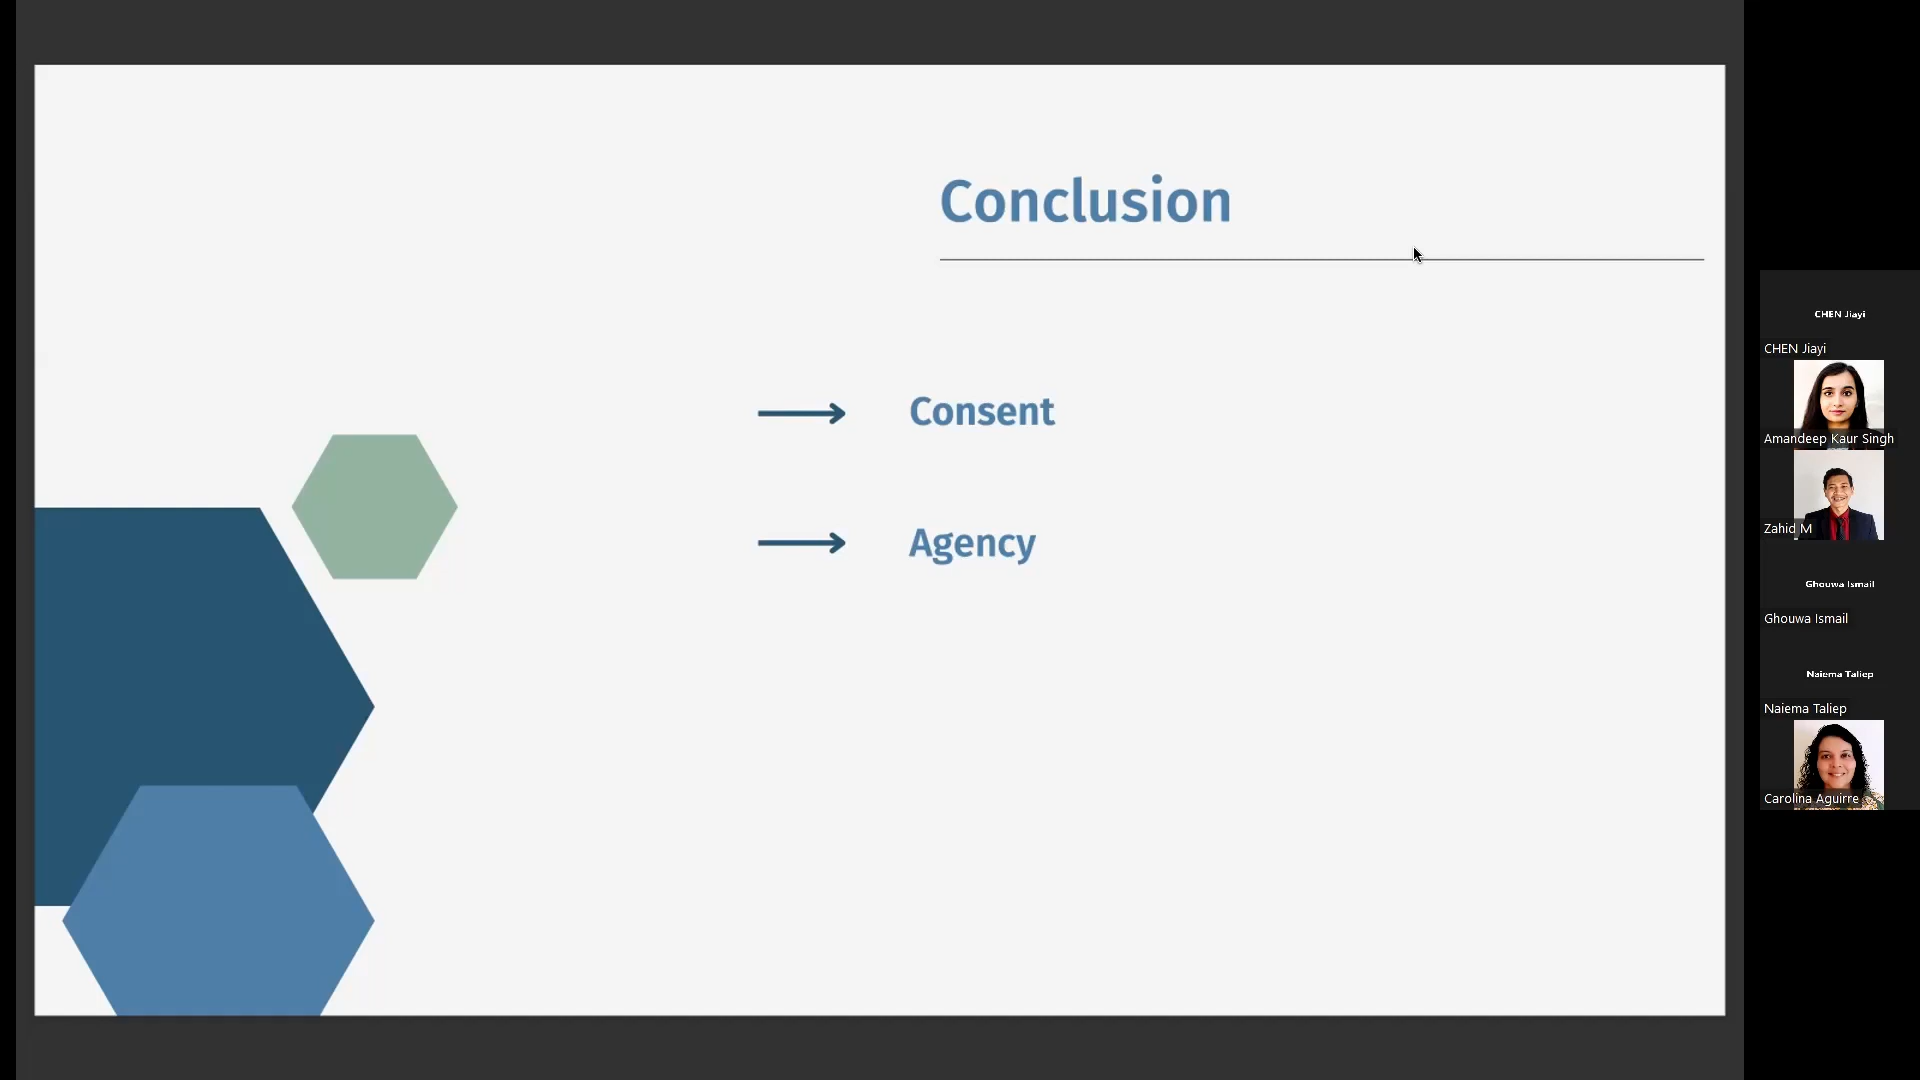 Conclusion
Consent
Agency
CHEN Jiayi
CHEN Jiayi
Amandeep Kaur Singh
Zahid M
Ghouwa Ismail
Ghouwa Ismail
Naiema Taliep
Naiema Taliep
Carolina Aguirre